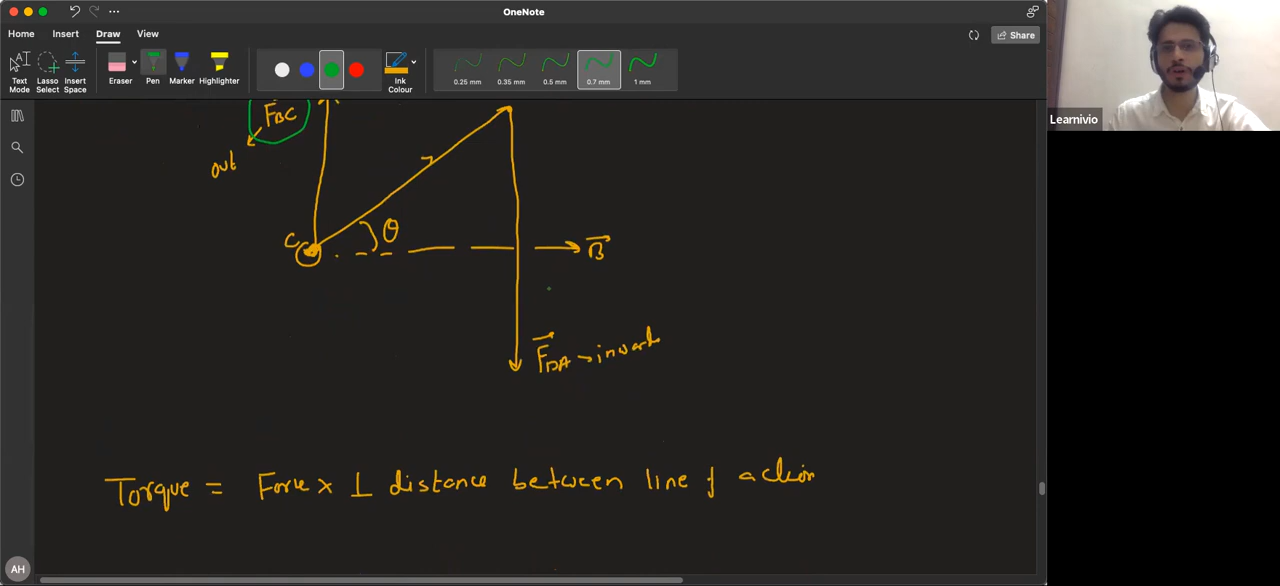 OneNote
Home Insert Draw View
Share
Text Mode
Lasso Select
Insert Space
Eraser
Pen
Marker
Highlighter
Ink Colour
0.25 mm
0.35 mm
0.5 mm
0.7 mm
1 mm
Learnivio
FBC
out
C
θ
B
FDA → inward
Torque = Force × ⊥ distance between line of action
AH